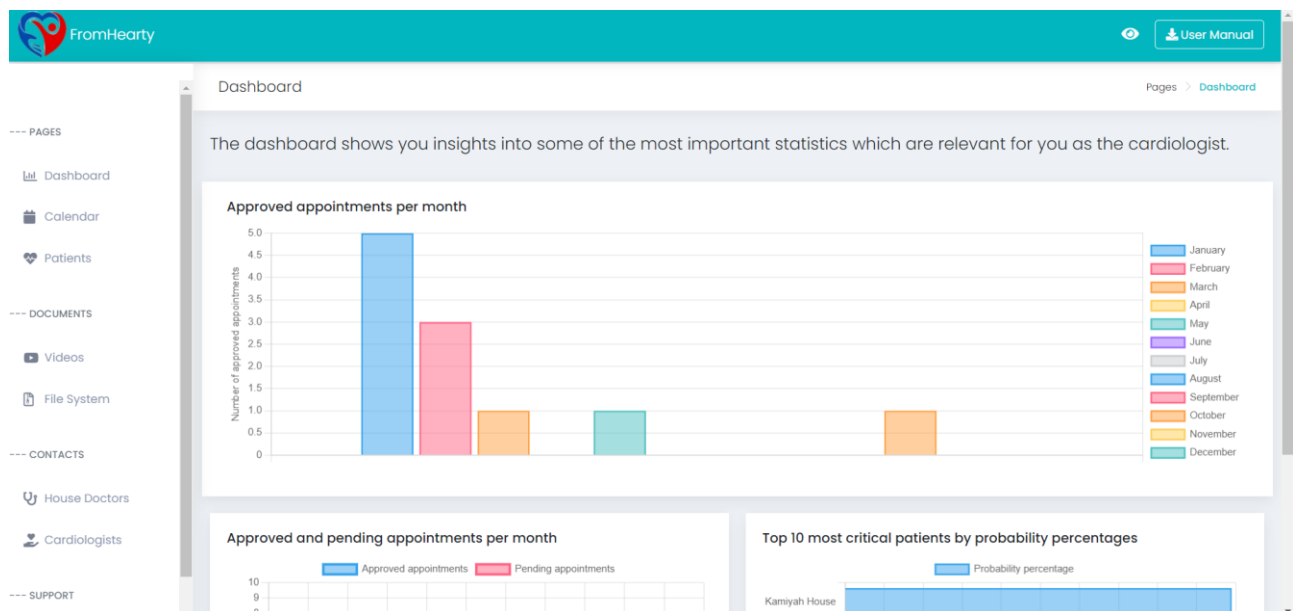 FromHearty
User Manual
Dashboard
Pages > Dashboard
--- PAGES
Dashboard
Calendar
Patients
--- DOCUMENTS
Videos
File System
--- CONTACTS
House Doctors
Cardiologists
--- SUPPORT
The dashboard shows you insights into some of the most important statistics which are relevant for you as the cardiologist.
Approved appointments per month
Number of approved appointments
5.0
4.5
4.0
3.5
3.0
2.5
2.0
1.5
1.0
0.5
0
January
February
March
April
May
June
July
August
September
October
November
December
Approved and pending appointments per month
Approved appointments Pending appointments
10
9
Top 10 most critical patients by probability percentages
Probability percentage
Kamiyah House